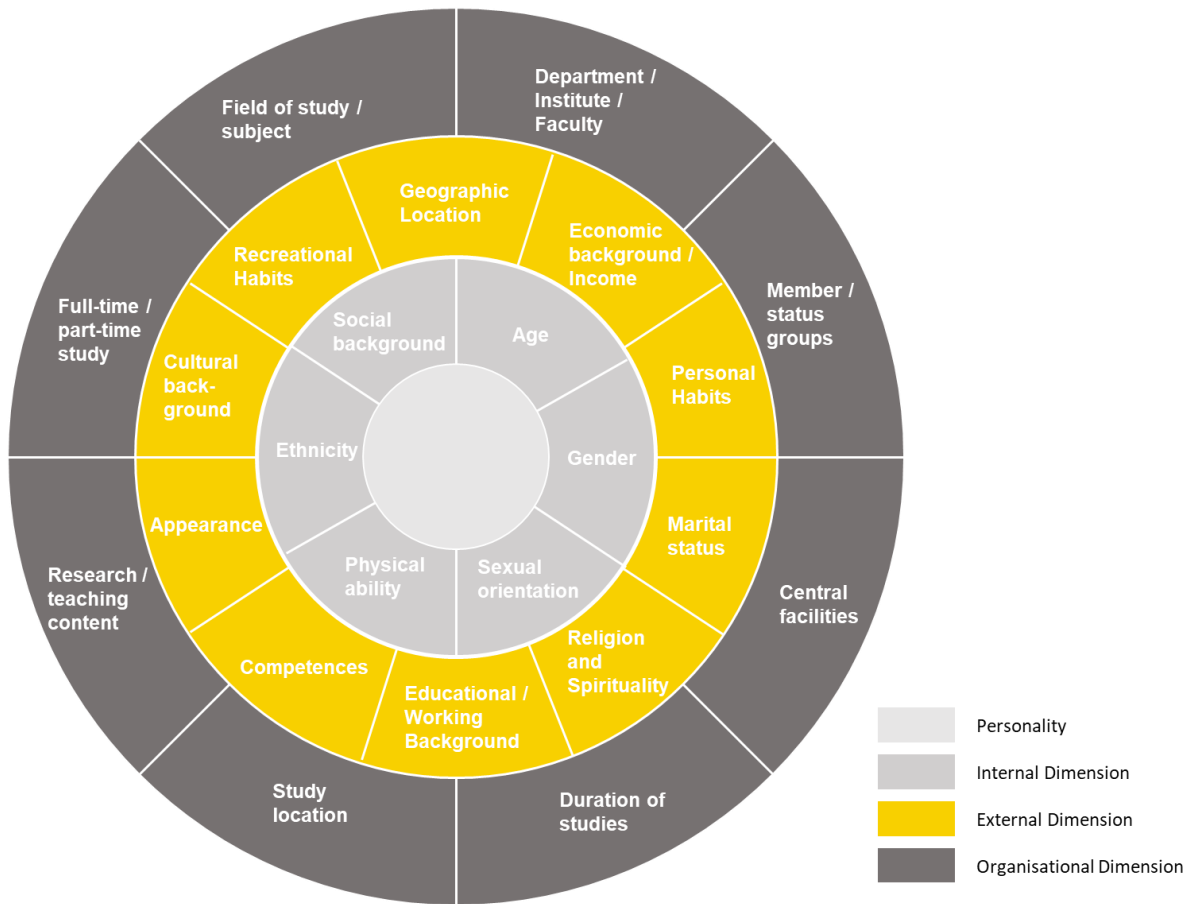 Department /
Institute /
Faculty
Field of study /
subject
Geographic
Location
Economic
background /
Income
Recreational
Habits
Member /
status
groups
Full-time /
part-time
study
Social
background
Age
Cultural
back-
ground
Personal
Habits
Ethnicity
Gender
Appearance
Marital
status
Physical
ability
Sexual
orientation
Research /
teaching
content
Central
facilities
Competences
Religion
and
Spirituality
Educational /
Working
Background
Study
location
Duration of
studies
Personality
Internal Dimension
External Dimension
Organisational Dimension